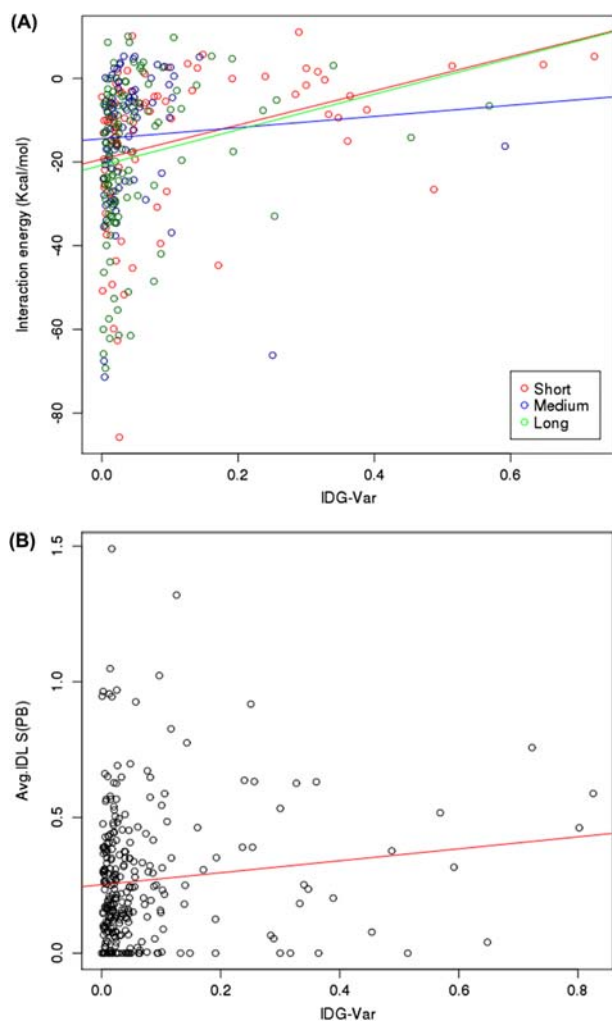 (A)
Interaction energy (Kcal/mol)
0
-20
-40
-60
-80
0.0 0.2 0.4 0.6
IDG-Var
Short
Medium
Long
(B)
Avg.IDL S(PB)
1.5
1.0
0.5
0.0
0.0 0.2 0.4 0.6 0.8
IDG-Var